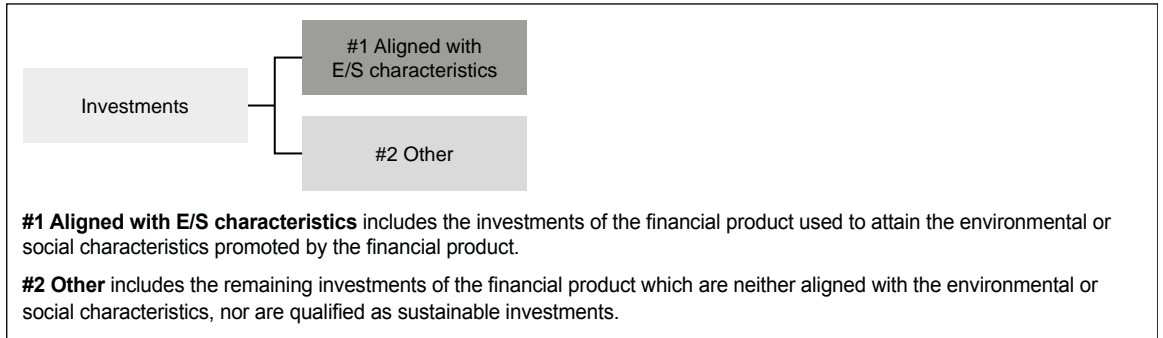 #1 Aligned with
E/S characteristics
Investments
#2 Other
#1 Aligned with E/S characteristics includes the investments of the financial product used to attain the environmental or
social characteristics promoted by the financial product.
#2 Other includes the remaining investments of the financial product which are neither aligned with the environmental or
social characteristics, nor are qualified as sustainable investments.